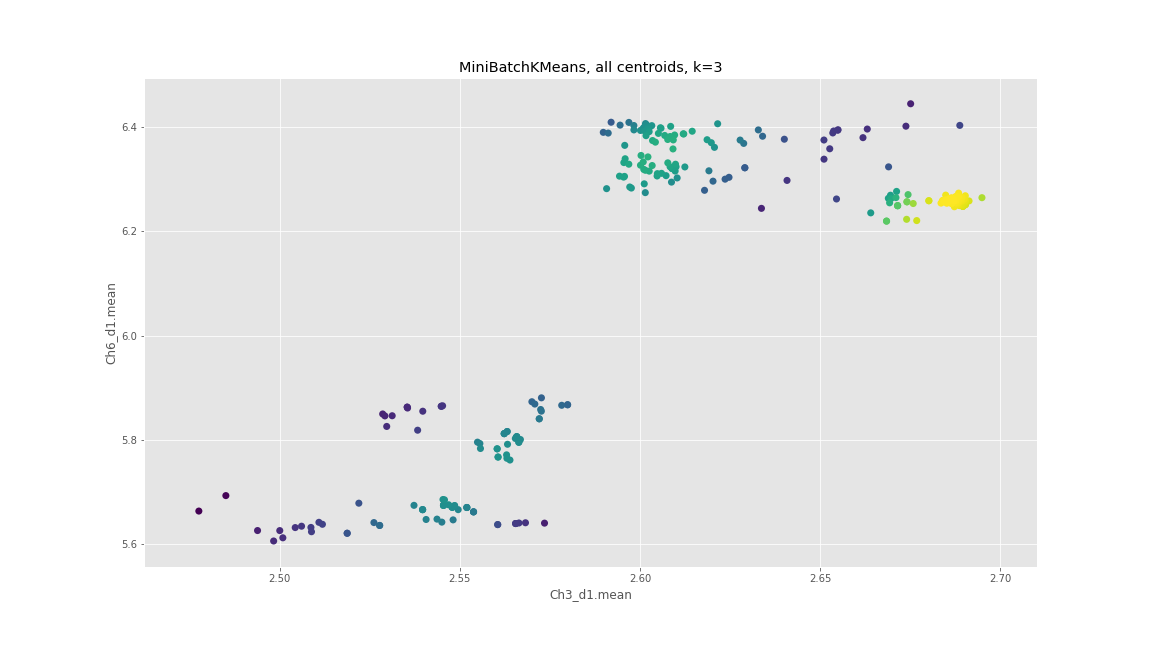 MiniBatchKMeans, all centroids, k=3
6.4
6.2
6.0
5.8
5.6
Ch6_d1.mean
2.50 2.55 2.60 2.65 2.70
Ch3_d1.mean